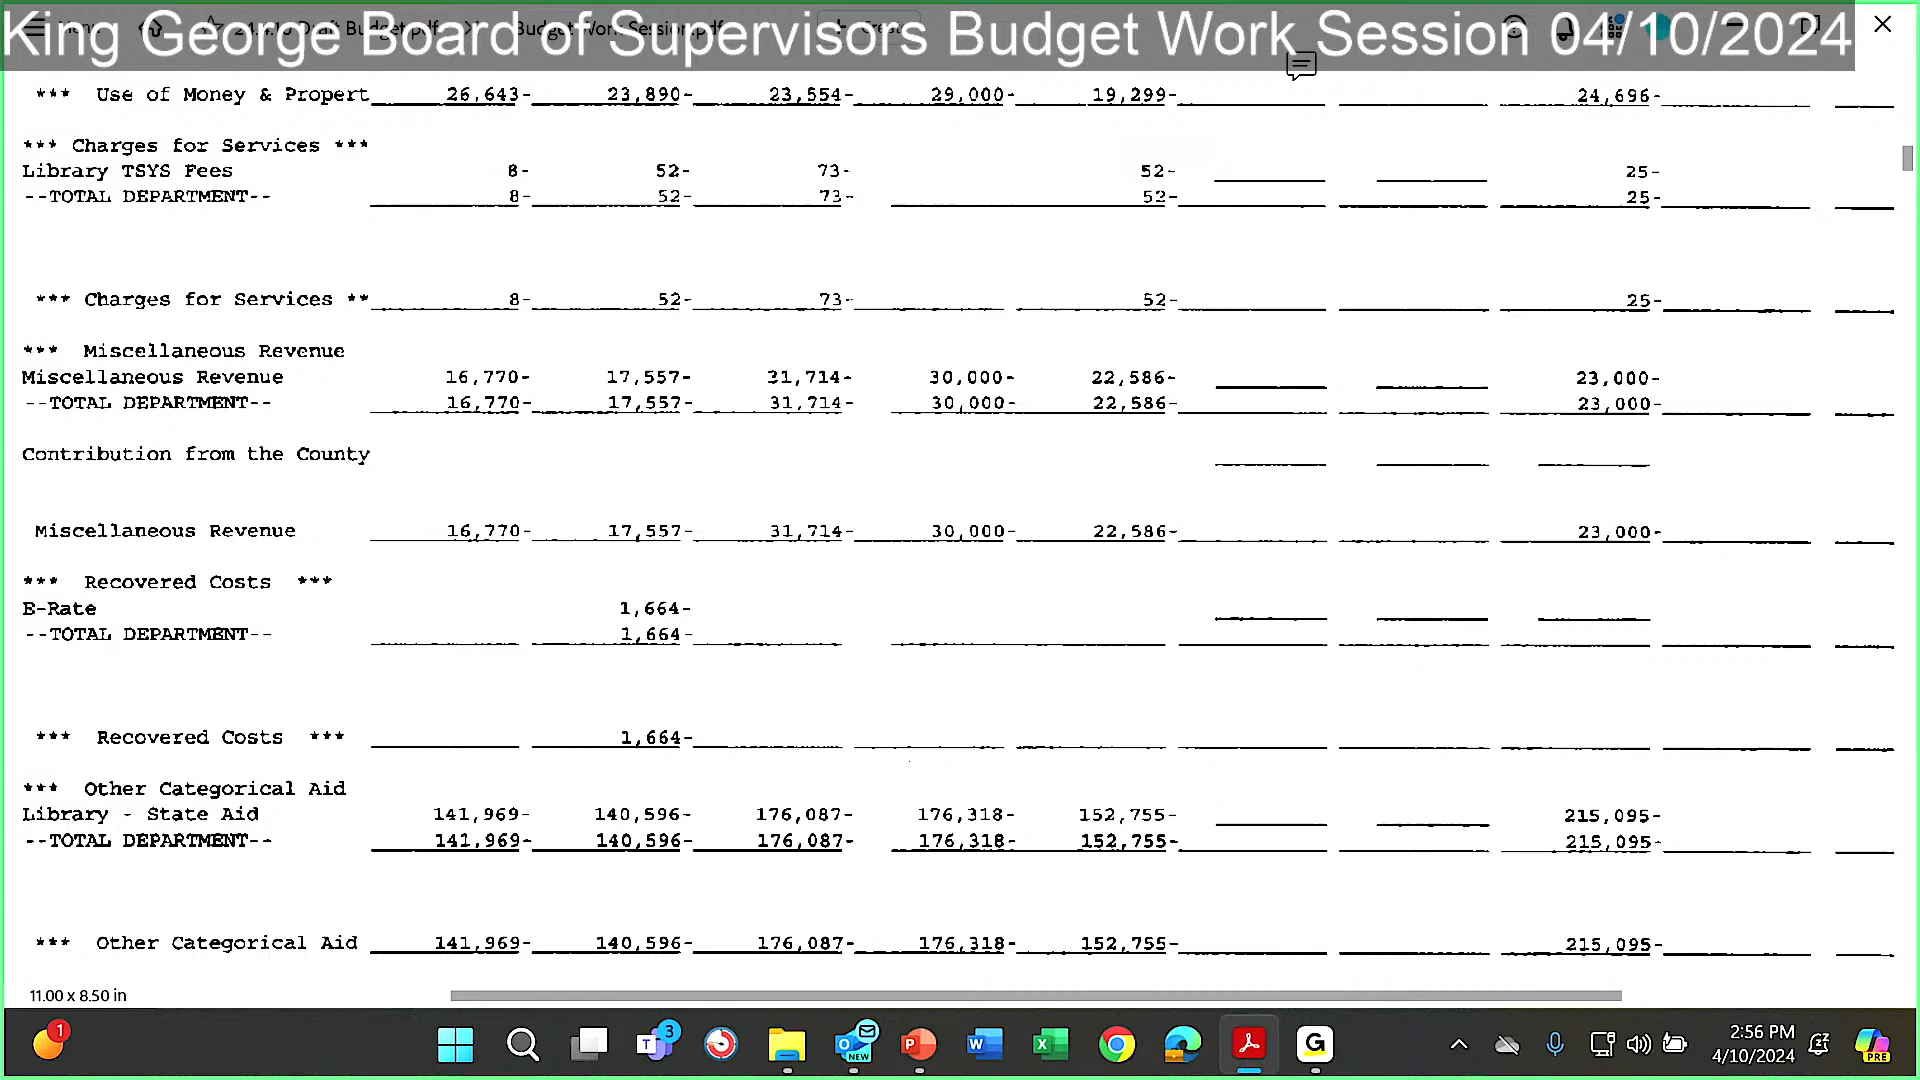 King George Board of Supervisors Budget Work Session 04/10/2024
*** Use of Money & Propert 26,643- 23,890- 23,554- 29,000- 19,299- 24,696-
*** Charges for Services ***
Library TSYS Fees 8- 52- 73- 52- 25-
--TOTAL DEPARTMENT-- 8- 52- 73- 52- 25-
*** Charges for Services ** 8- 52- 73- 52- 25-
*** Miscellaneous Revenue
Miscellaneous Revenue 16,770- 17,557- 31,714- 30,000- 22,586- 23,000-
--TOTAL DEPARTMENT-- 16,770- 17,557- 31,714- 30,000- 22,586- 23,000-
Contribution from the County
Miscellaneous Revenue 16,770- 17,557- 31,714- 30,000- 22,586- 23,000-
*** Recovered Costs ***
E-Rate 1,664-
--TOTAL DEPARTMENT-- 1,664-
*** Recovered Costs *** 1,664-
*** Other Categorical Aid
Library - State Aid 141,969- 140,596- 176,087- 176,318- 152,755- 215,095-
--TOTAL DEPARTMENT-- 141,969- 140,596- 176,087- 176,318- 152,755- 215,095-
*** Other Categorical Aid 141,969- 140,596- 176,087- 176,318- 152,755- 215,095-
11.00 x 8.50 in
1
3
NEW
2:56 PM
4/10/2024
PRE